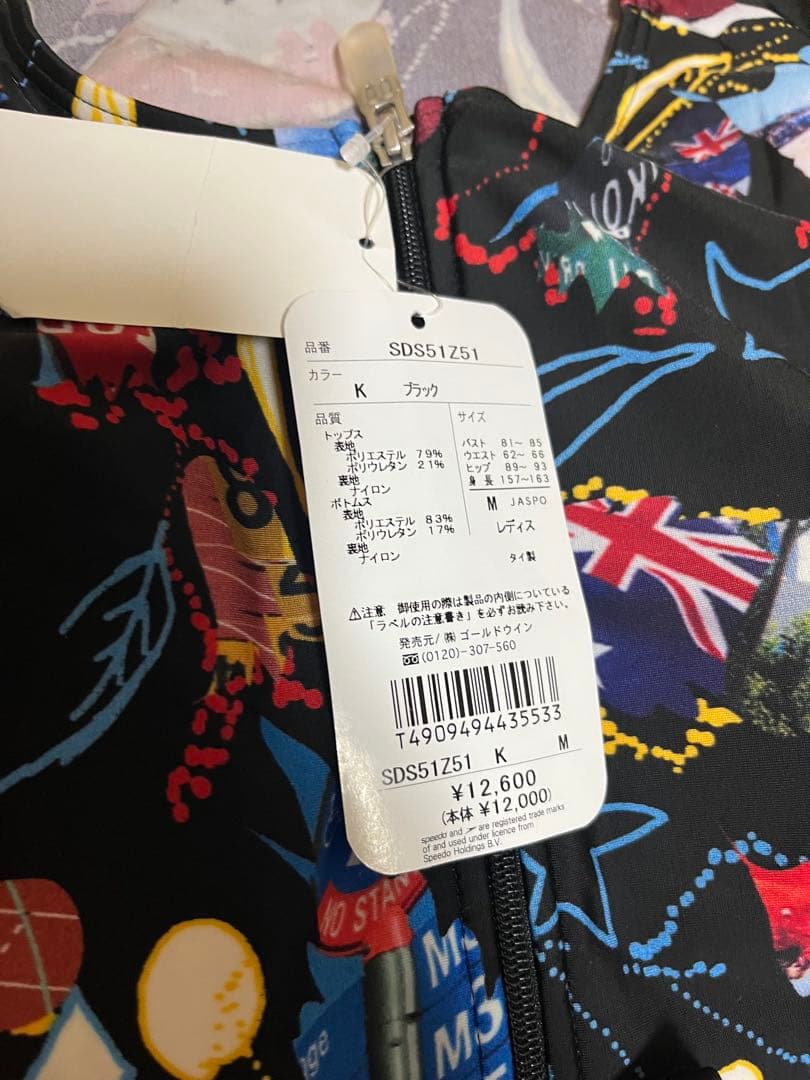 品番 SDS51Z51
カラー
K ブラック
品質
トップス
表地
ポリエステル 79%
ポリウレタン 21%
裏地
ナイロン
ボトムス
表地
ポリエステル 83%
ポリウレタン 17%
裏地
ナイロン
サイズ
バスト 81～ 85
ウエスト 62～ 66
ヒップ 89～ 93
身長 157～163
M JASPO
レディス
タイ製
⚠注意 御使用の際は製品の内側についている
「ラベルの注意書き」を必ずお読み下さい。
発売元/㈱ゴールドウイン
(0120)-307-560
T4909494435533
SDS51Z51 K M
¥12,600
(本体 ¥12,000)
speedo and are registered trade marks
of and used under licence from
Speedo Holdings B.V.
NO STAN
M3